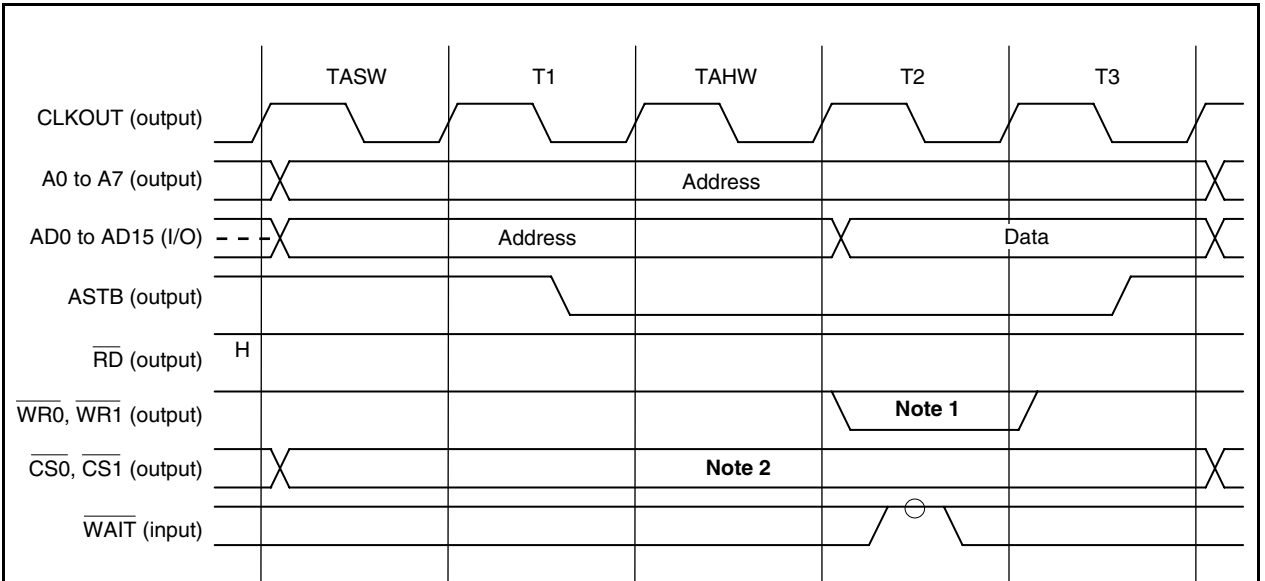 TASW T1 TAHW T2 T3
CLKOUT (output)
A0 to A7 (output) Address
AD0 to AD15 (I/O) Address Data
ASTB (output)
RD (output) H
WR0, WR1 (output) Note 1
CS0, CS1 (output) Note 2
WAIT (input)